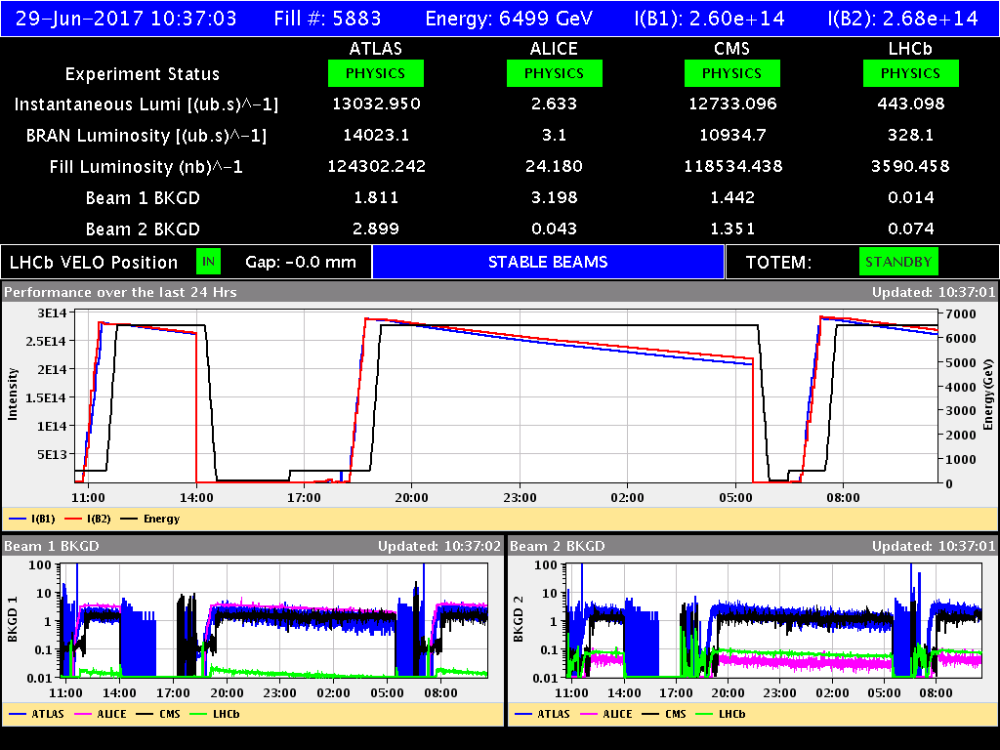 29-Jun-2017 10:37:03 Fill #: 5883 Energy: 6499 GeV I(B1): 2.60e+14 I(B2): 2.68e+14
ATLAS ALICE CMS LHCb
Experiment Status PHYSICS PHYSICS PHYSICS PHYSICS
Instantaneous Lumi [(ub.s)^-1] 13032.950 2.633 12733.096 443.098
BRAN Luminosity [(ub.s)^-1] 14023.1 3.1 10934.7 328.1
Fill Luminosity (nb)^-1 124302.242 24.180 118534.438 3590.458
Beam 1 BKGD 1.811 3.198 1.442 0.014
Beam 2 BKGD 2.899 0.043 1.351 0.074
LHCb VELO Position IN Gap: -0.0 mm STABLE BEAMS TOTEM: STANDBY
Performance over the last 24 Hrs Updated: 10:37:01
3E14 7000
2.5E14 6000
2E14 5000
1.5E14 4000
1E14 3000
5E13 2000
1000
0
Intensity
Energy(GeV)
11:00 14:00 17:00 20:00 23:00 02:00 05:00 08:00
I(B1) I(B2) Energy
Beam 1 BKGD Updated: 10:37:02
100
10
1
0.1
0.01
BKGD 1
11:00 14:00 17:00 20:00 23:00 02:00 05:00 08:00
ATLAS ALICE CMS LHCb
Beam 2 BKGD Updated: 10:37:01
100
10
1
0.1
0.01
BKGD 2
11:00 14:00 17:00 20:00 23:00 02:00 05:00 08:00
ATLAS ALICE CMS LHCb